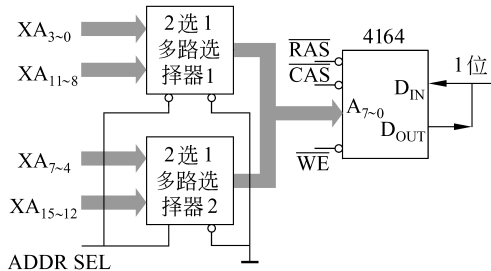 XA3~0
XA11~8
2选1
多路选
择器1
XA7~4
XA15~12
2选1
多路选
择器2
ADDR SEL
4164
RAS
CAS
A7~0
WE
DIN
DOUT
1位